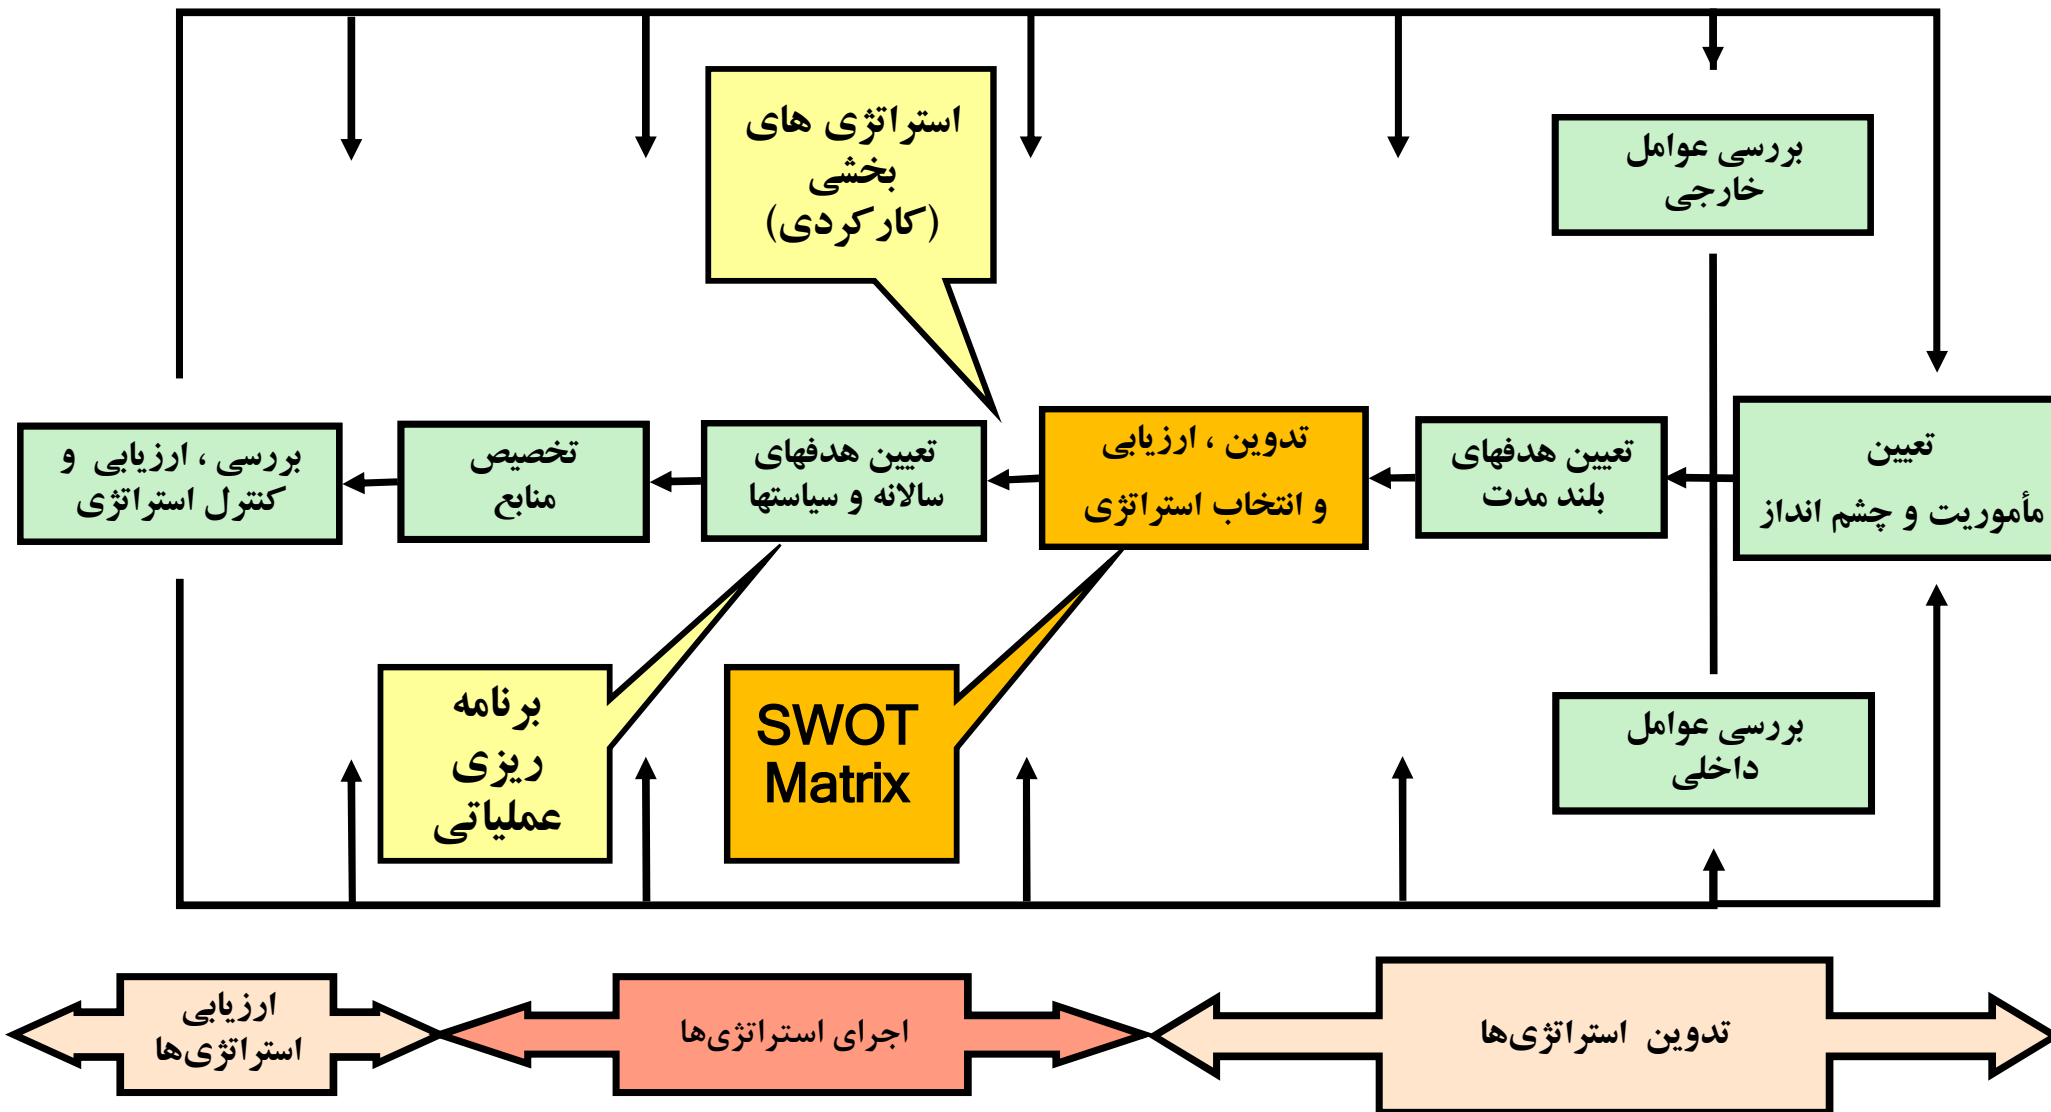 استراتژی های
بخشی
(کارکردی)
بررسی عوامل
خارجی
تعیین
مأموریت و چشم انداز
تعیین هدفهای
بلند مدت
تدوین ، ارزیابی
و انتخاب استراتژی
تعیین هدفهای
سالانه و سیاستها
تخصیص
منابع
بررسی ، ارزیابی و
کنترل استراتژی
بررسی عوامل
داخلی
SWOT
Matrix
برنامه
ریزی
عملیاتی
تدوین استراتژی‌ها
اجرای استراتژی‌ها
ارزیابی
استراتژی‌ها